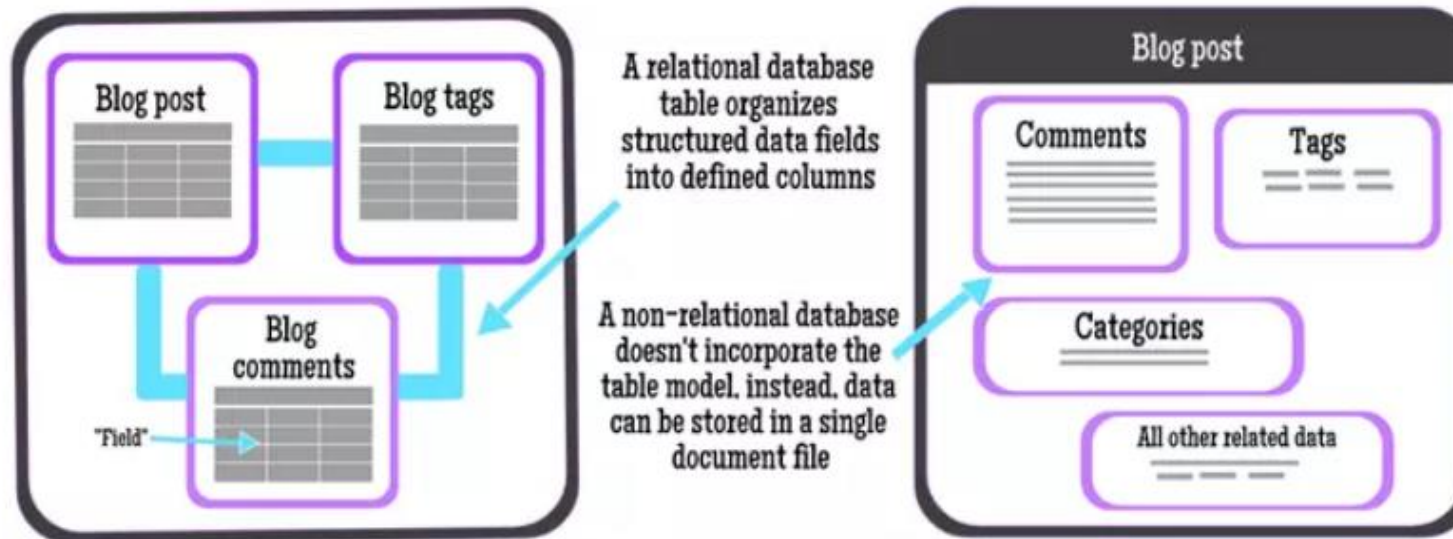 Blog post
Blog tags
Blog
comments
"Field"
A relational database
table organizes
structured data fields
into defined columns
A non-relational database
doesn't incorporate the
table model, instead, data
can be stored in a single
document file
Blog post
Comments
Tags
Categories
All other related data